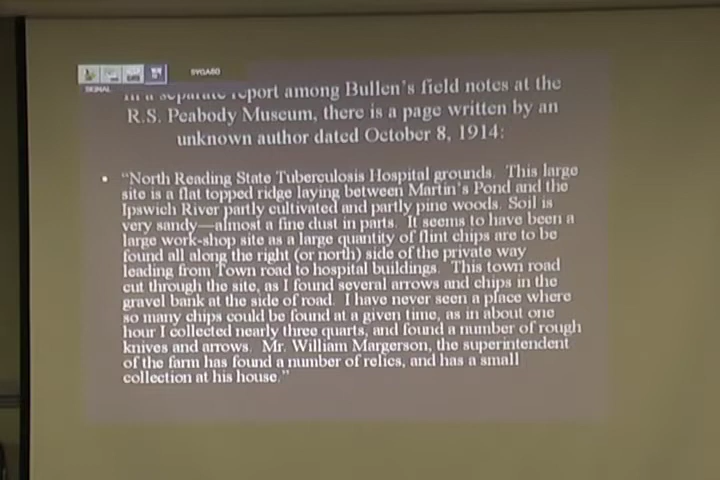 In a separate report among Bullen's field notes at the
R.S. Peabody Museum, there is a page written by an
unknown author dated October 8, 1914:
• "North Reading State Tuberculosis Hospital grounds. This large
site is a flat topped ridge laying between Martin's Pond and the
Ipswich River partly cultivated and partly pine woods. Soil is
very sandy—almost a fine dust in parts. It seems to have been a
large work-shop site as a large quantity of flint chips are to be
found all along the right (or north) side of the private way
leading from Town road to hospital buildings. This town road
cut through the site, as I found several arrows and chips in the
gravel bank at the side of road. I have never seen a place where
so many chips could be found at a given time, as in about one
hour I collected nearly three quarts, and found a number of rough
knives and arrows. Mr. William Margerson, the superintendent
of the farm has found a number of relics, and has a small
collection at his house."